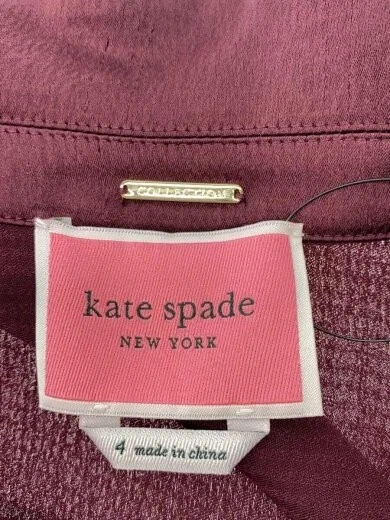 COLLECTION
kate spade
NEW YORK
4 made in china